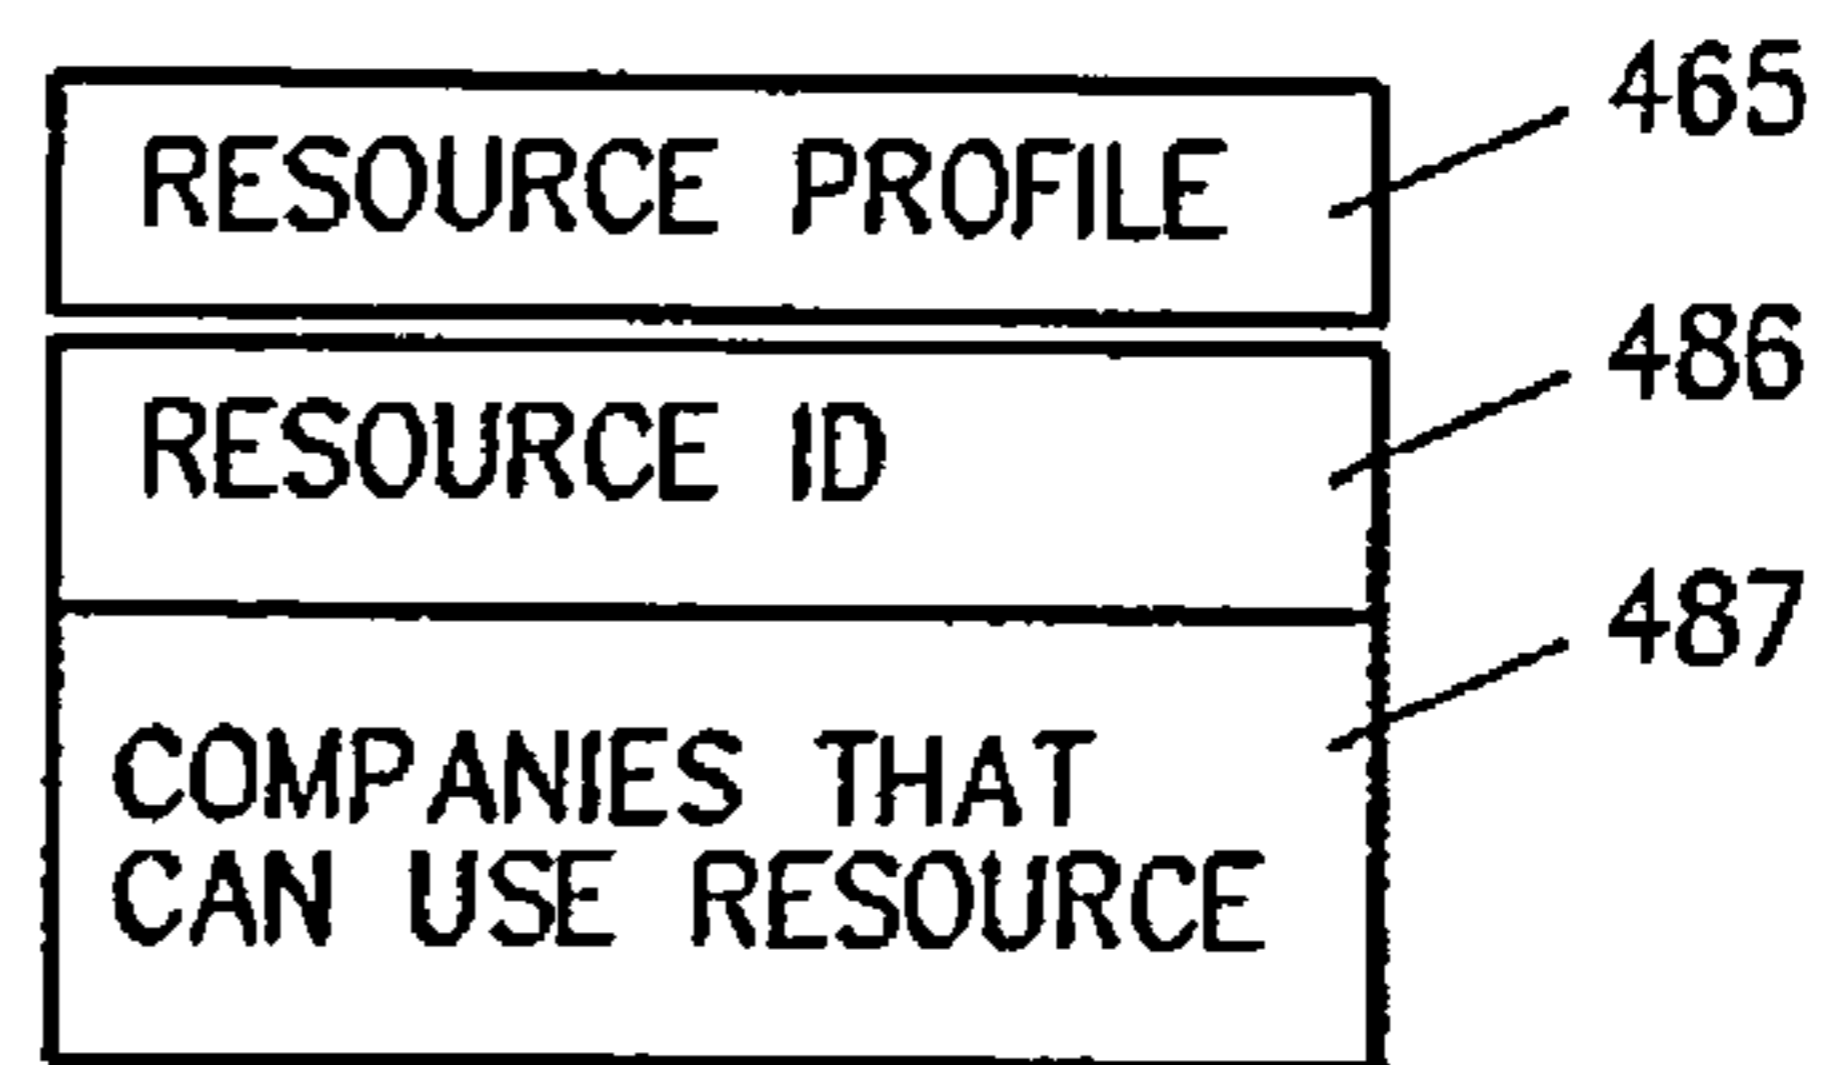 RESOURCE PROFILE 465
RESOURCE ID 486
487
COMPANIES THAT
CAN USE RESOURCE